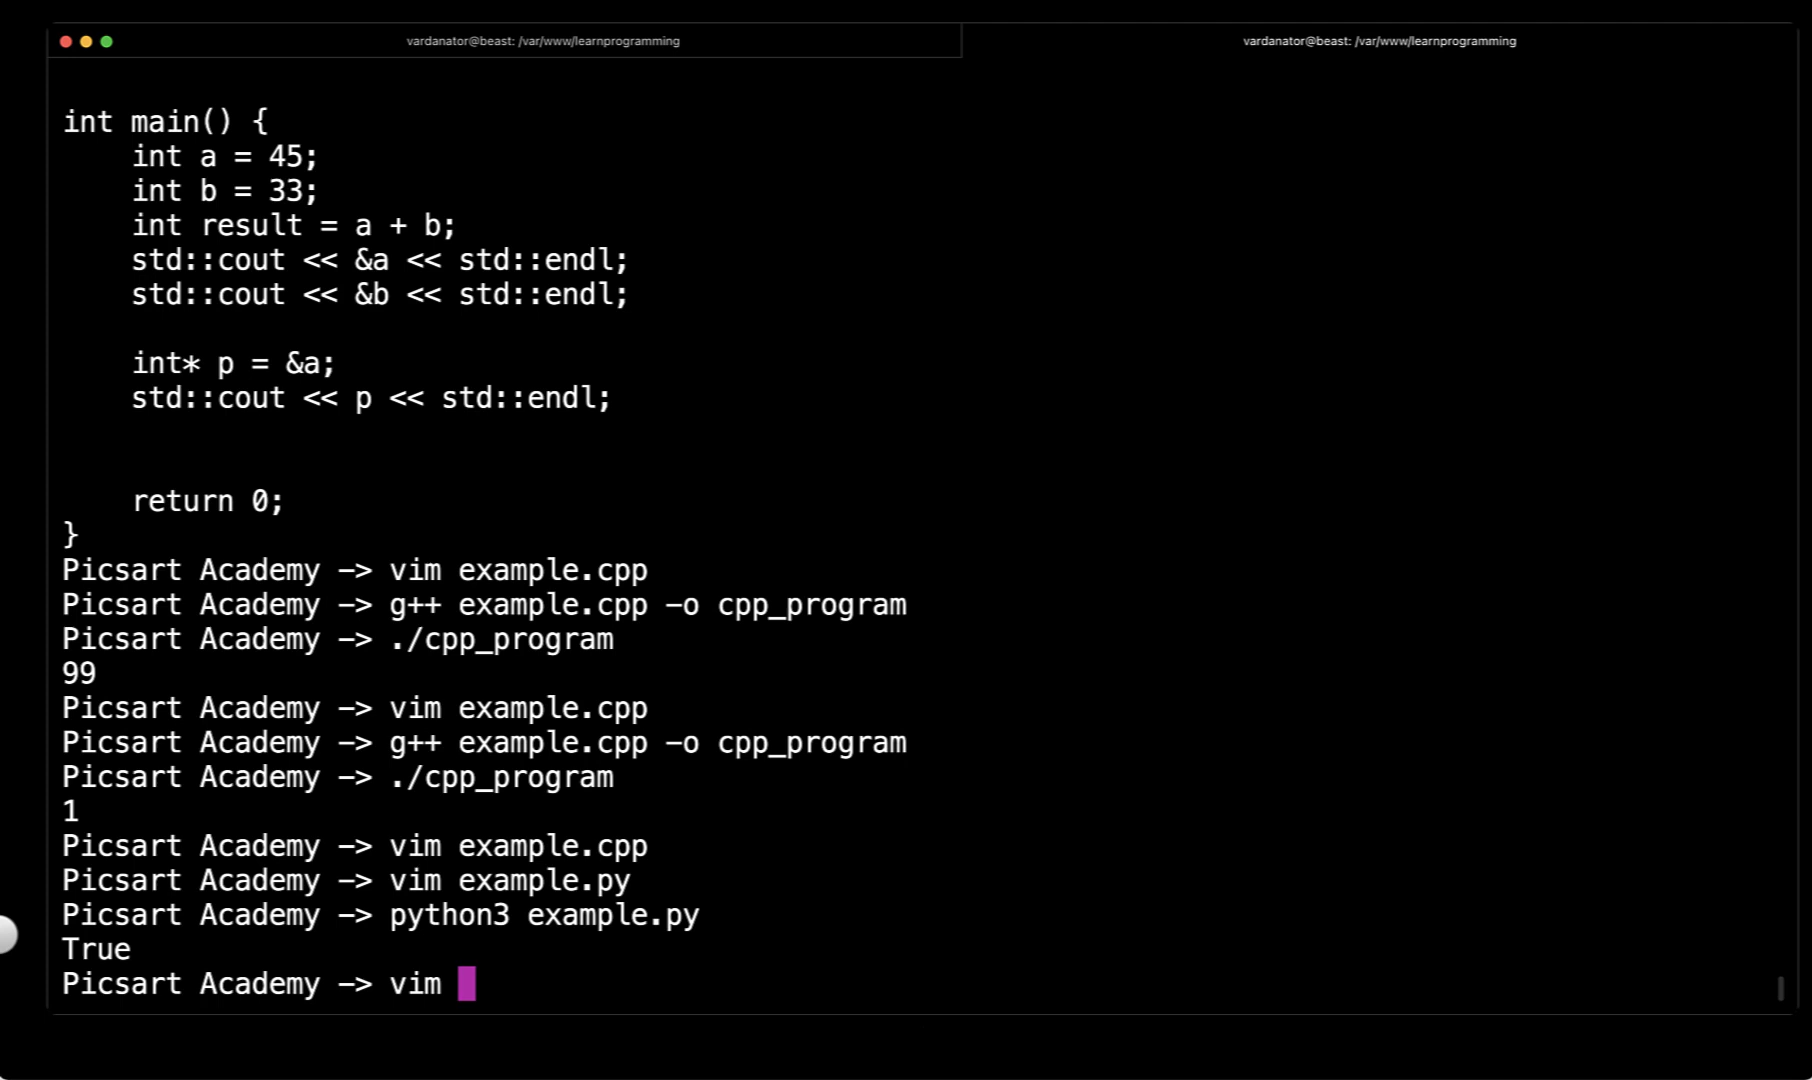 vardanator@beast: /var/www/learnprogramming
vardanator@beast: /var/www/learnprogramming
int main() {
    int a = 45;
    int b = 33;
    int result = a + b;
    std::cout << &a << std::endl;
    std::cout << &b << std::endl;
    int* p = &a;
    std::cout << p << std::endl;
    return 0;
}
Picsart Academy -> vim example.cpp
Picsart Academy -> g++ example.cpp -o cpp_program
Picsart Academy -> ./cpp_program
99
Picsart Academy -> vim example.cpp
Picsart Academy -> g++ example.cpp -o cpp_program
Picsart Academy -> ./cpp_program
1
Picsart Academy -> vim example.cpp
Picsart Academy -> vim example.py
Picsart Academy -> python3 example.py
True
Picsart Academy -> vim